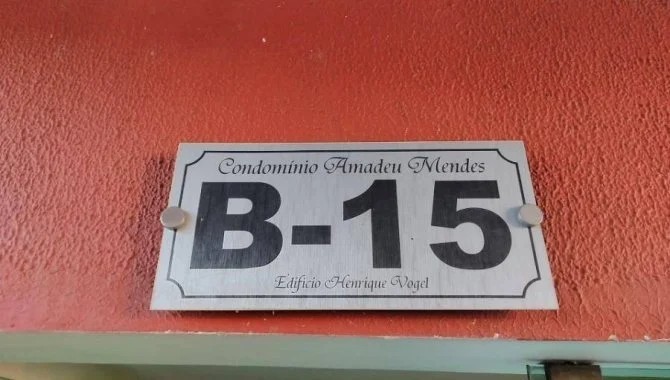 Condomínio Amadeu Mendes
B-15
Edifício Henrique Vogel